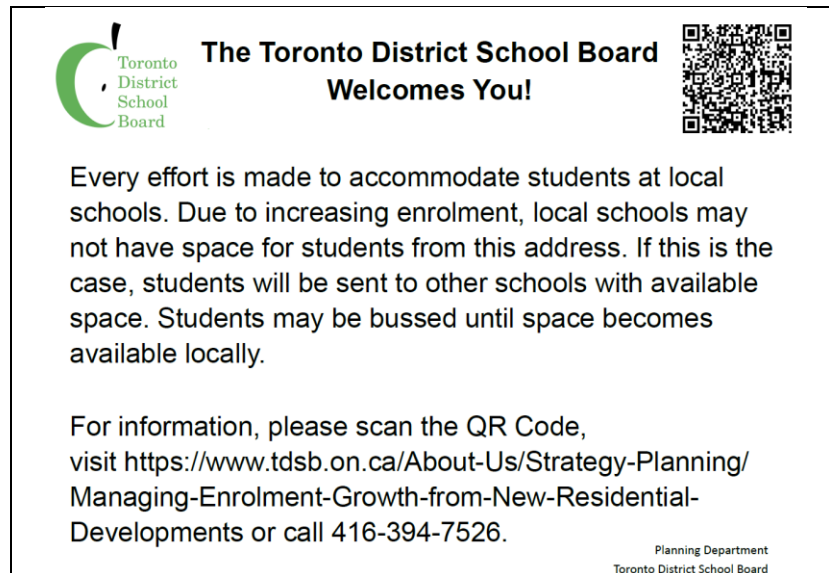 Toronto
District
School
Board
The Toronto District School Board
Welcomes You!
Every effort is made to accommodate students at local
schools. Due to increasing enrolment, local schools may
not have space for students from this address. If this is the
case, students will be sent to other schools with available
space. Students may be bussed until space becomes
available locally.
For information, please scan the QR Code,
visit https://www.tdsb.on.ca/About-Us/Strategy-Planning/
Managing-Enrolment-Growth-from-New-Residential-
Developments or call 416-394-7526.
Planning Department
Toronto District School Board